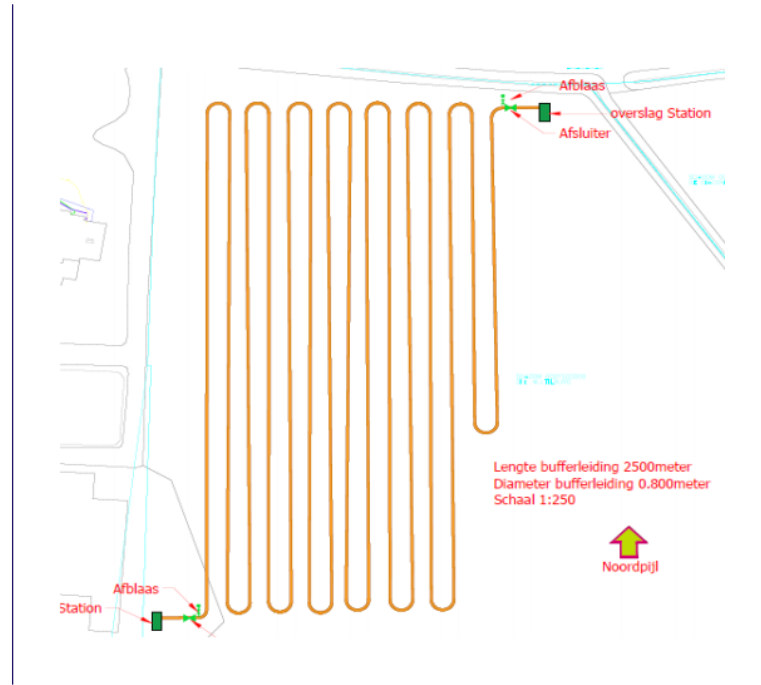 Afblaas
overslag Station
Afsluiter
Lengte bufferleiding 2500meter
Diameter bufferleiding 0.800meter
Schaal 1:250
Noordpijl
Afblaas
Station